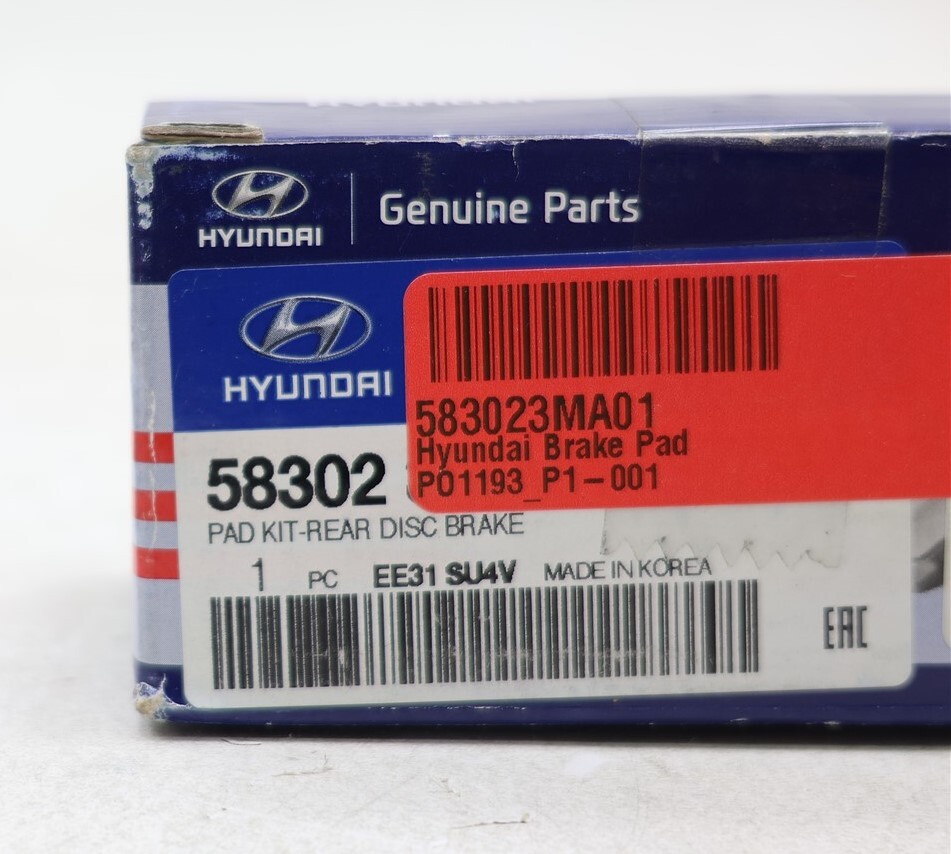 HYUNDAI
Genuine Parts
HYUNDAI
583023MA01
Hyundai Brake Pad
PO1193_P1-001
58302
PAD KIT-REAR DISC BRAKE
1 PC EE31 SU4V MADE IN KOREA
EAC